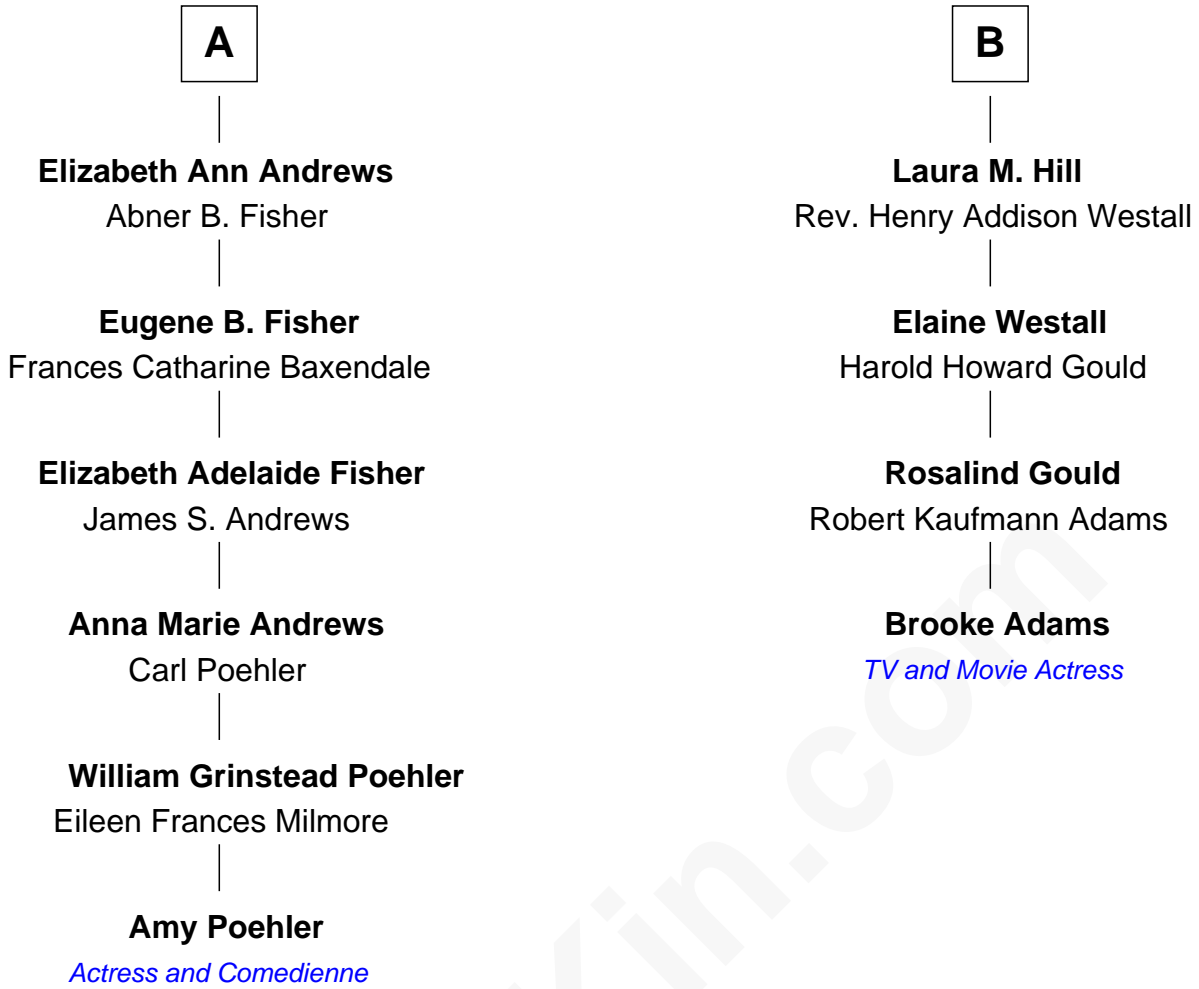 A
Elizabeth Ann Andrews
Abner B. Fisher
Eugene B. Fisher
Frances Catharine Baxendale
Elizabeth Adelaide Fisher
James S. Andrews
Anna Marie Andrews
Carl Poehler
William Grinstead Poehler
Eileen Frances Milmore
Amy Poehler
Actress and Comedienne
B
Laura M. Hill
Rev. Henry Addison Westall
Elaine Westall
Harold Howard Gould
Rosalind Gould
Robert Kaufmann Adams
Brooke Adams
TV and Movie Actress
Kin.com